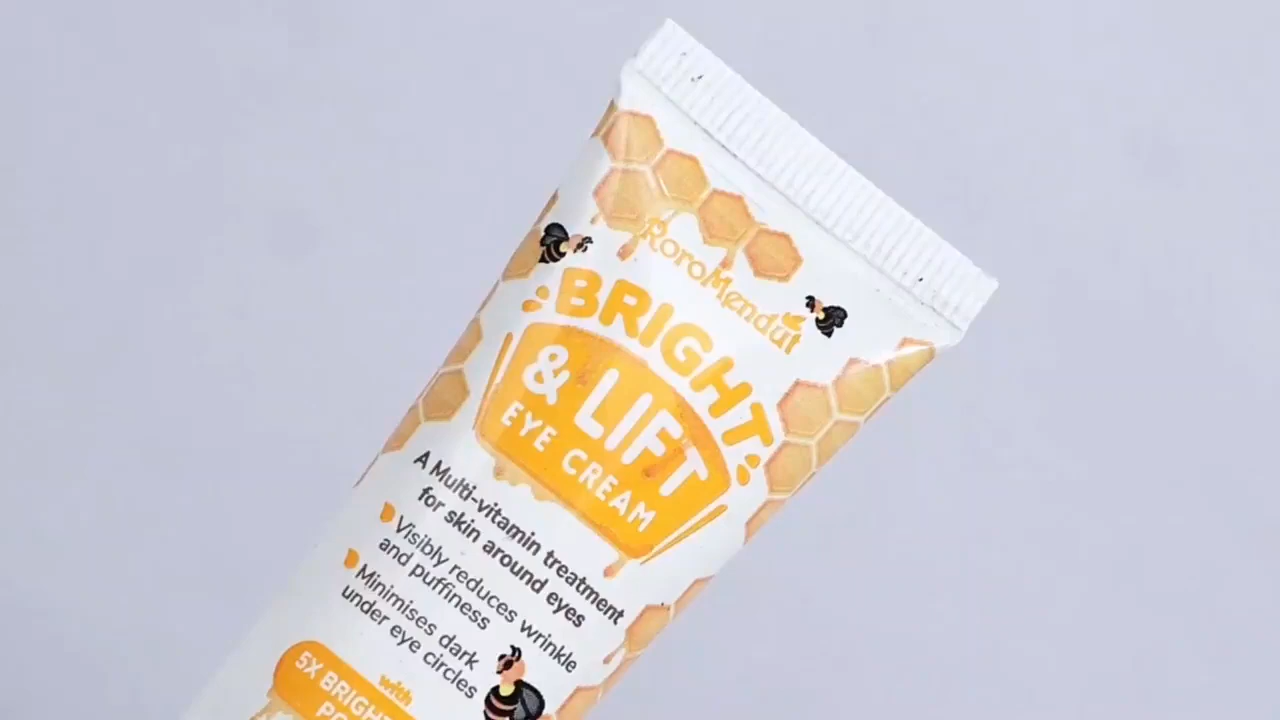 RoroMendut
BRIGHT
& LIFT
EYE CREAM
A Multi-vitamin treatment
for skin around eyes
Visibly reduces wrinkle
and puffiness
Minimises dark
under eye circles
with
5X